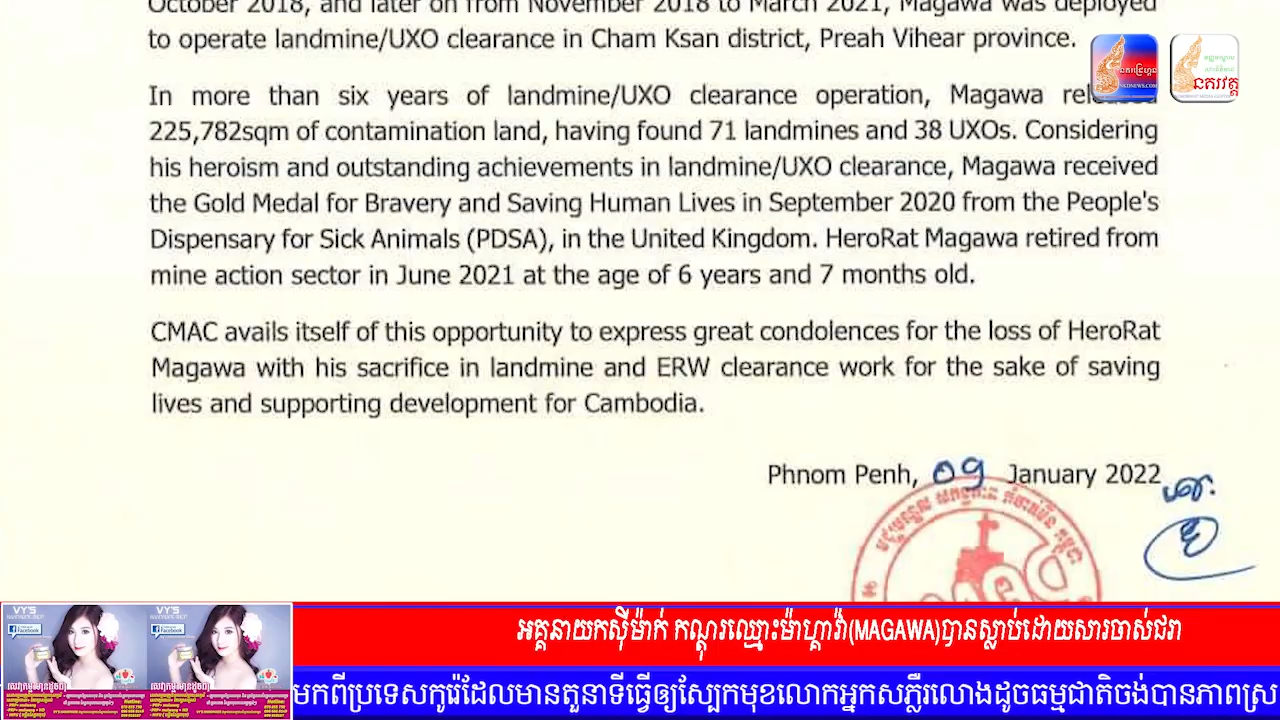 October 2018, and later on from November 2018 to March 2021, Magawa was deployed
to operate landmine/UXO clearance in Cham Ksan district, Preah Vihear province.
In more than six years of landmine/UXO clearance operation, Magawa released
225,782sqm of contamination land, having found 71 landmines and 38 UXOs. Considering
his heroism and outstanding achievements in landmine/UXO clearance, Magawa received
the Gold Medal for Bravery and Saving Human Lives in September 2020 from the People's
Dispensary for Sick Animals (PDSA), in the United Kingdom. HeroRat Magawa retired from
mine action sector in June 2021 at the age of 6 years and 7 months old.
CMAC avails itself of this opportunity to express great condolences for the loss of HeroRat
Magawa with his sacrifice in landmine and ERW clearance work for the sake of saving
lives and supporting development for Cambodia.
Phnom Penh, 09 January 2022
នគរវត្ត
VY'S
Facebook
អគ្គនាយកស៊ីម៉ាក់ កណ្តុរឈ្មោះម៉ាហ្គាវ៉ា(MAGAWA)បានស្លាប់ដោយសារចាស់ជរា
មកពីប្រទេសកូរ៉េដែលមានតួនាទីធ្វើឲ្យស្បែកមុខលោកអ្នកសភ្លឺរលោងដូចធម្មជាតិចង់បានភាពស្រ